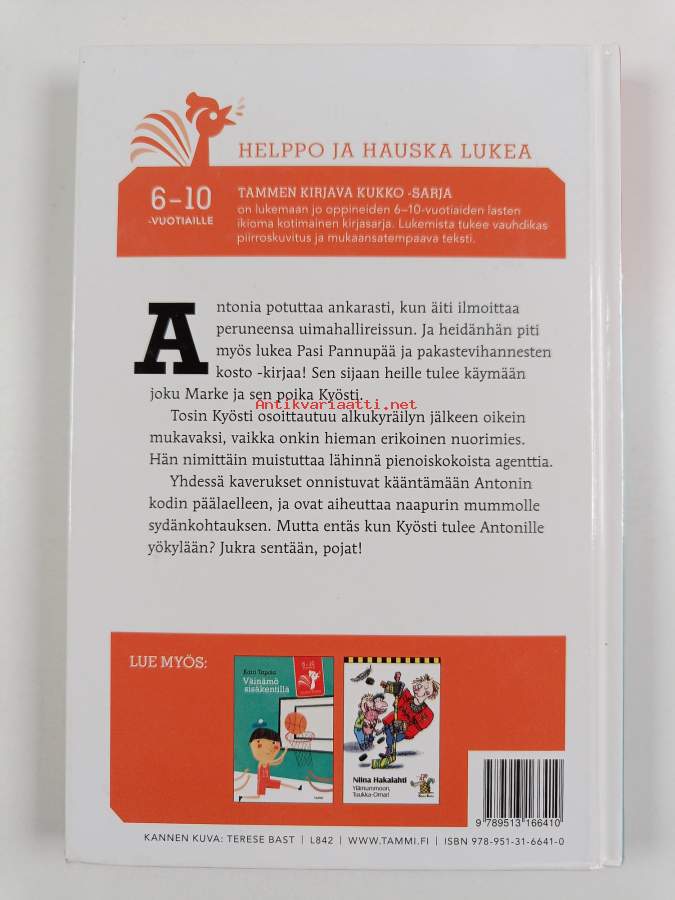 HELPPO JA HAUSKA LUKEA
6–10
-VUOTIAILLE
TAMMEN KIRJAVA KUKKO -SARJA
on lukemaan jo oppineiden 6–10-vuotiaiden lasten
ikioma kotimainen kirjasarja. Lukemista tukee vauhdikas
piirroskuvitus ja mukaansatempaava teksti.
Antonia potuttaa ankarasti, kun äiti ilmoittaa
peruneensa uimahallireissun. Ja heidänhän piti
myös lukea Pasi Pannupää ja pakastevihannesten
kosto -kirjaa! Sen sijaan heille tulee käymään
joku Marke ja sen poika Kyösti.
Antikvariaatti.net
Tosin Kyösti osoittautuu alkukyräilyn jälkeen oikein
mukavaksi, vaikka onkin hieman erikoinen nuorimies.
Hän nimittäin muistuttaa lähinnä pienoiskokoista agenttia.
Yhdessä kaverukset onnistuvat kääntämään Antonin
kodin päälaelleen, ja ovat aiheuttaa naapurin mummolle
sydänkohtauksen. Mutta entäs kun Kyösti tulee Antonille
yökylään? Jukra sentään, pojat!
LUE MYÖS:
Väinämö
sisäkentillä
Niina Hakalahti
Ylämummoon,
Tuukka-Omar!
9 789513 166410
KANNEN KUVA: TERESE BAST | L842 | WWW.TAMMI.FI | ISBN 978-951-31-6641-0